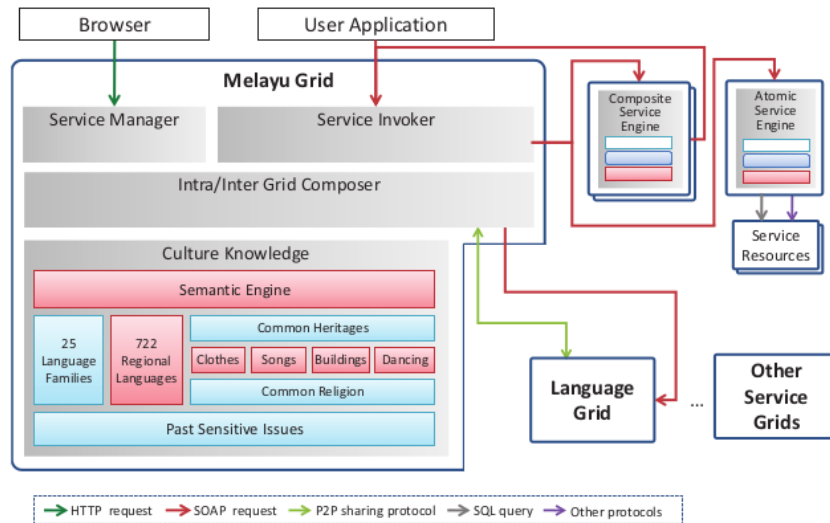 Browser
User Application
Melayu Grid
Service Manager
Service Invoker
Composite
Service
Engine
Atomic
Service
Engine
Intra/Inter Grid Composer
Service
Resources
Culture Knowledge
Semantic Engine
25
Language
Families
722
Regional
Languages
Common Heritages
Clothes
Songs
Buildings
Dancing
Common Religion
Past Sensitive Issues
Language
Grid
...
Other
Service
Grids
HTTP request
SOAP request
P2P sharing protocol
SQL query
Other protocols